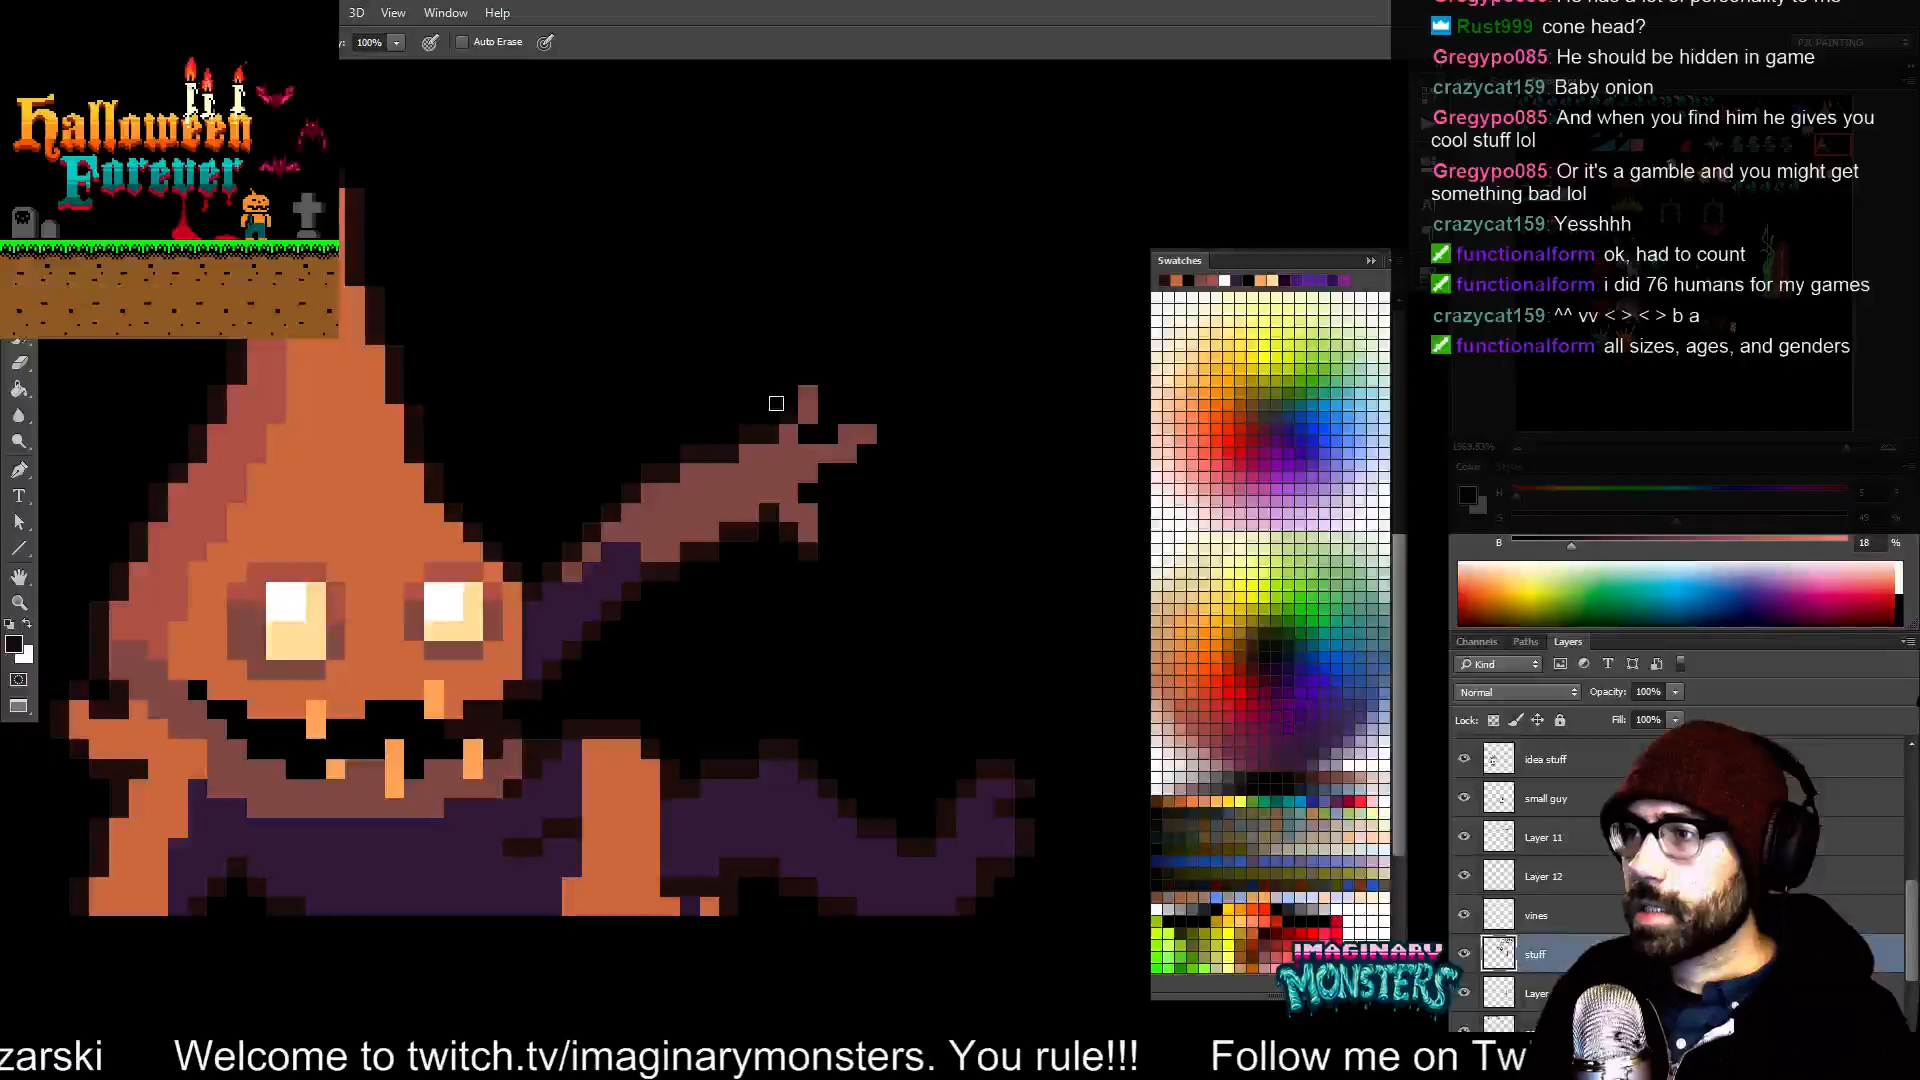 3D View Window Help
100% Auto Erase
Halloween
Forever
Swatches
Rust999 cone head?
Gregypo085: He should be hidden in game
crazycat159: Baby onion
Gregypo085: And when you find him he gives you
cool stuff lol
Gregypo085: Or it's a gamble and you might get
something bad lol
crazycat159: Yesshhh
functionalform ok, had to count
functionalform i did 76 humans for my games
crazycat159: ^^ vv < > < > b a
functionalform all sizes, ages, and genders
Color Styles
H 5
S 49 %
B 18 %
Channels Paths Layers
Kind
Normal Opacity: 100%
Lock: Fill: 100%
idea stuff
small guy
Layer 11
Layer 12
vines
stuff
Layer
IMAGINARY
MONSTERS
zarski Welcome to twitch.tv/imaginarymonsters. You rule!!! Follow me on Tw